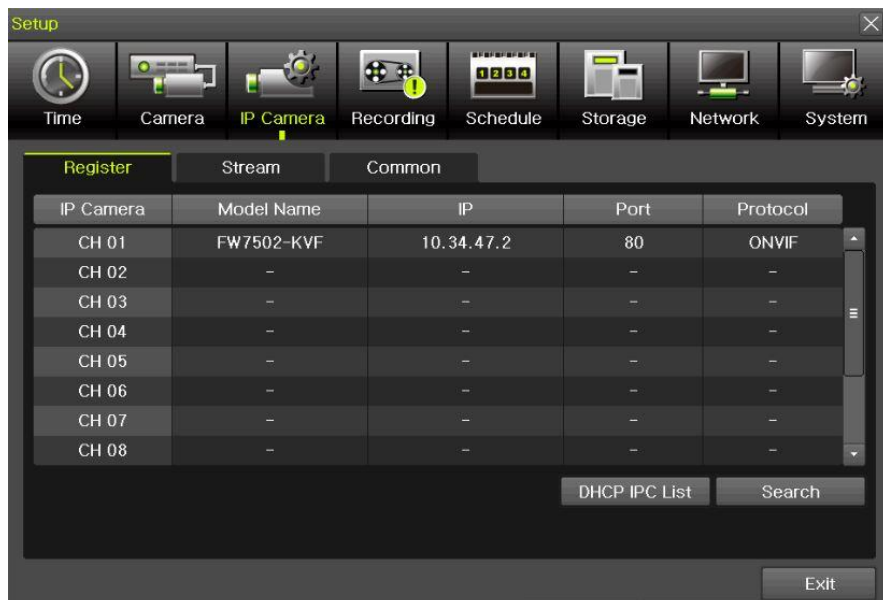 Setup
1 2 3 4
Time Camera IP Camera Recording Schedule Storage Network System
Register Stream Common
IP Camera Model Name IP Port Protocol
CH 01 FW7502-KVF 10.34.47.2 80 ONVIF
CH 02 - - - -
CH 03 - - - -
CH 04 - - - -
CH 05 - - - -
CH 06 - - - -
CH 07 - - - -
CH 08 - - - -
DHCP IPC List Search
Exit